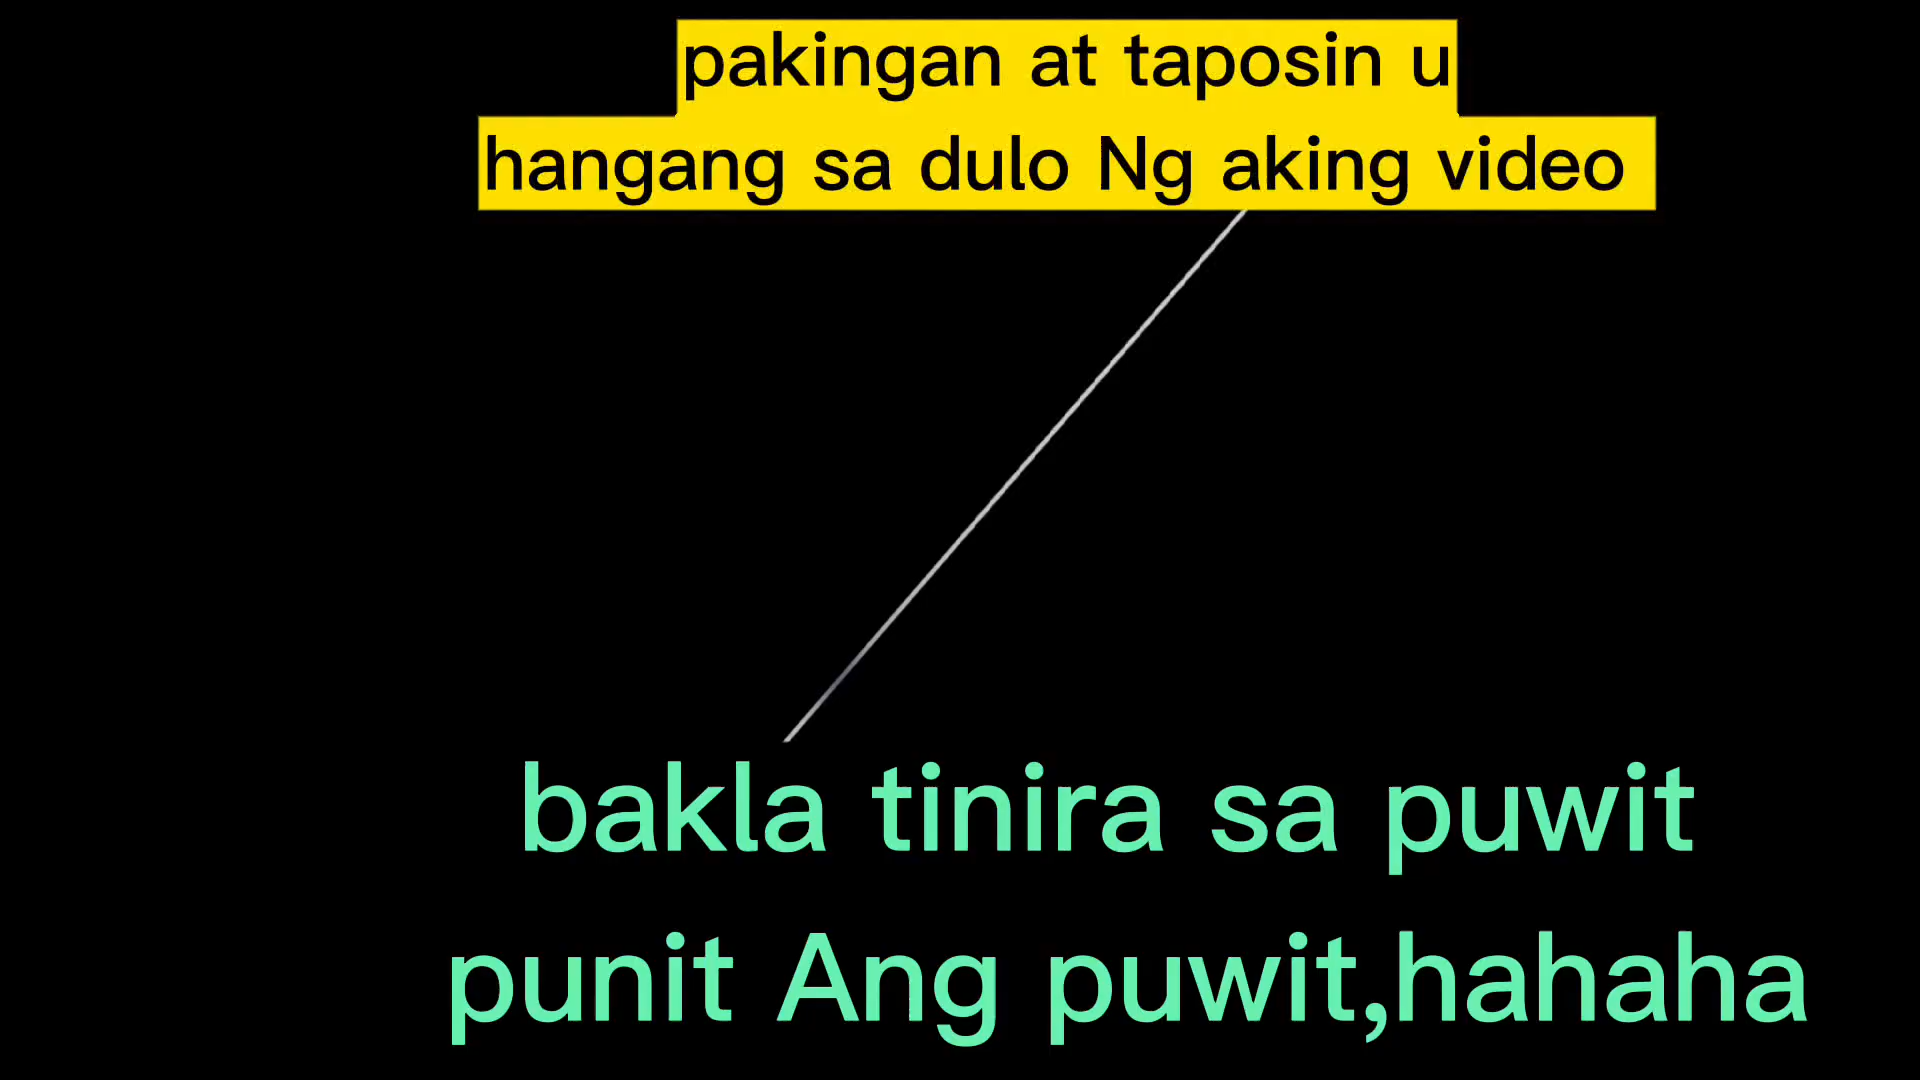 pakingan at taposin u
hangang sa dulo Ng aking video
bakla tinira sa puwit
punit Ang puwit,hahaha